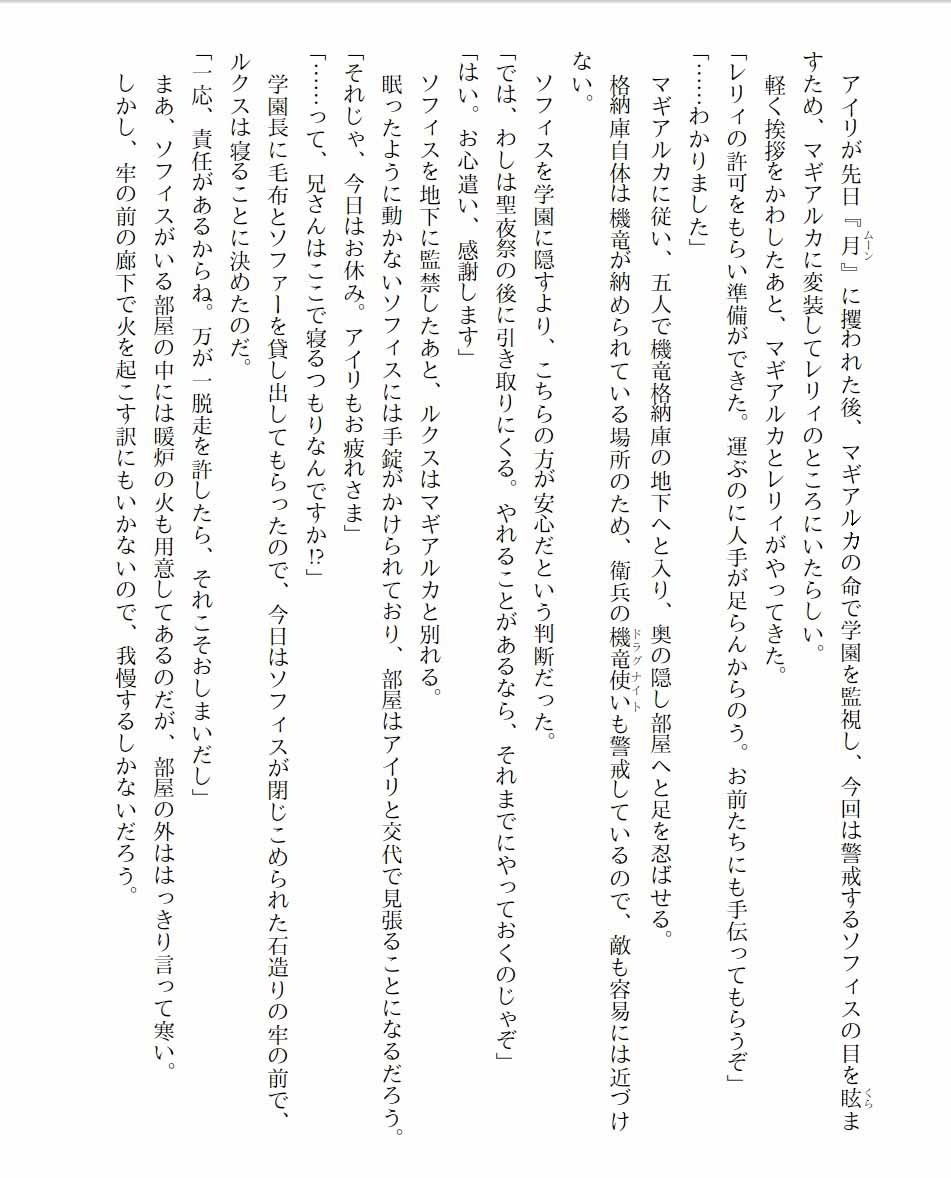 アイリが先日『月』に攫われた後、マギアルカの命で学園を監視し、今回は警戒するソフィスの目を眩ま
すため、マギアルカに変装してレリィのところにいたらしい。
軽く挨拶をかわしたあと、マギアルカとレリィがやってきた。
「レリィの許可をもらい準備ができた。運ぶのに人手が足らんからのう。お前たちにも手伝ってもらうぞ」
「……わかりました」
マギアルカに従い、五人で機竜格納庫の地下へと入り、奥の隠し部屋へと足を忍ばせる。
格納庫自体は機竜が納められている場所のため、衛兵の機竜使いも警戒しているので、敵も容易には近づけ
ない。
ソフィスを学園に隠すより、こちらの方が安心だという判断だった。
「では、わしは聖夜祭の後に引き取りにくる。やれることがあるなら、それまでにやっておくのじゃぞ」
「はい。お心遣い、感謝します」
ソフィスを地下に監禁したあと、ルクスはマギアルカと別れる。
眠ったように動かないソフィスには手錠がかけられており、部屋はアイリと交代で見張ることになるだろう。
「それじゃ、今日はお休み。アイリもお疲れさま」
「……って、兄さんはここで寝るつもりなんですか!?」
学園長に毛布とソファーを貸し出してもらったので、今日はソフィスが閉じこめられた石造りの牢の前で、
ルクスは寝ることに決めたのだ。
「一応、責任があるからね。万が一脱走を許したら、それこそおしまいだし」
まあ、ソフィスがいる部屋の中には暖炉の火も用意してあるのだが、部屋の外ははっきり言って寒い。
しかし、牢の前の廊下で火を起こす訳にもいかないので、我慢するしかないだろう。
ムーン
くら
ドラグナイト